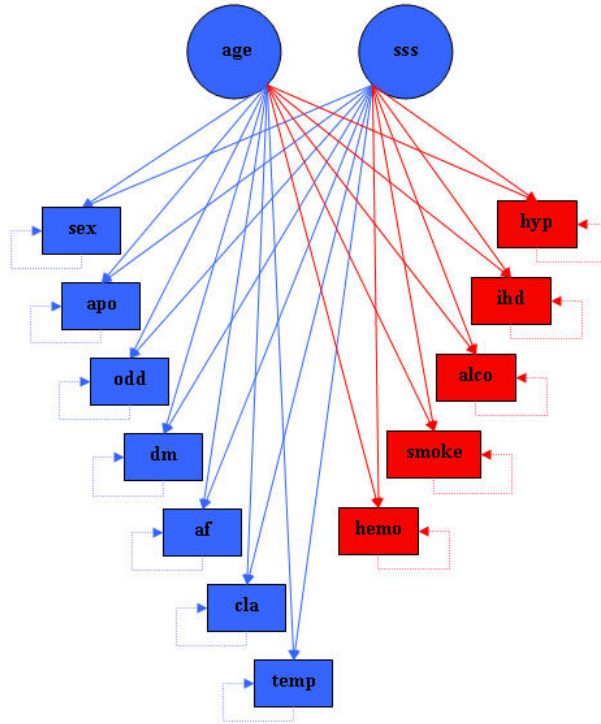 age
sss
sex
hyp
apo
ihd
odd
alco
dm
smoke
af
hemo
cla
temp